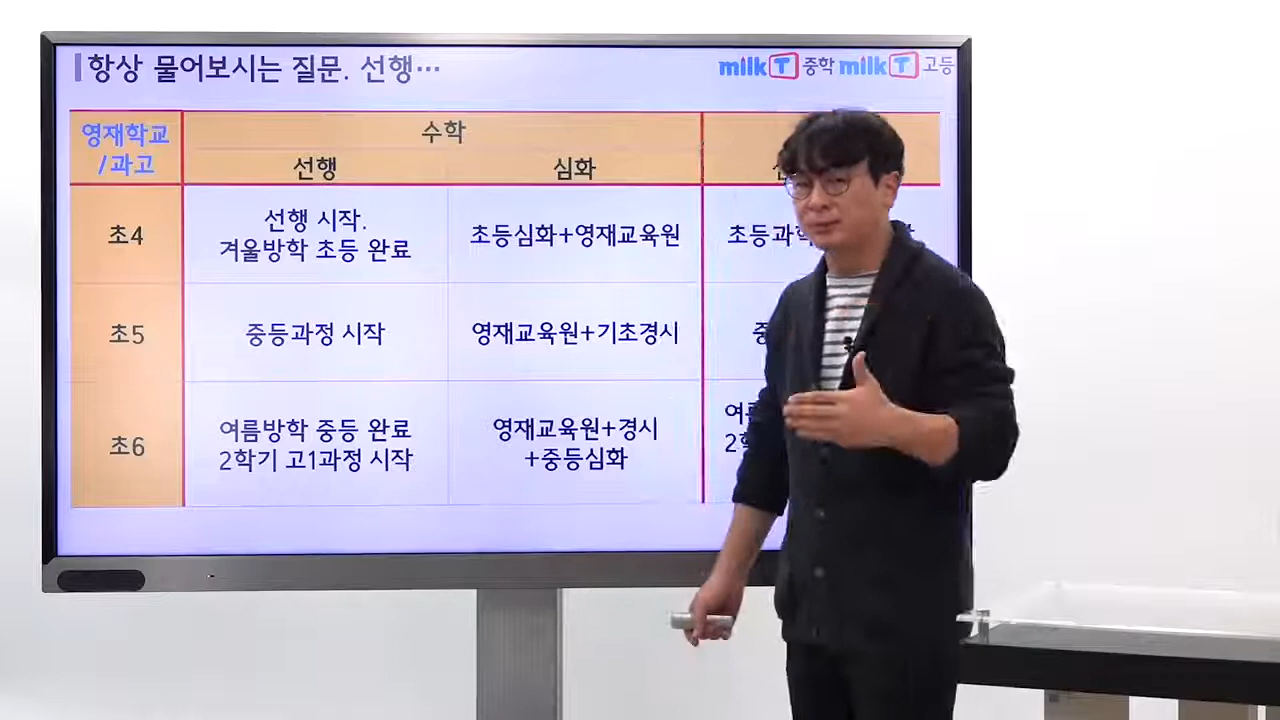 항상 물어보시는 질문. 선행…
milk T 중학 milk T 고등
영재학교
/과고
수학
선행
심화
초4
선행 시작.
겨울방학 초등 완료
초등심화+영재교육원
초5
중등과정 시작
영재교육원+기초경시
초6
여름방학 중등 완료
2학기 고1과정 시작
영재교육원+경시
+중등심화